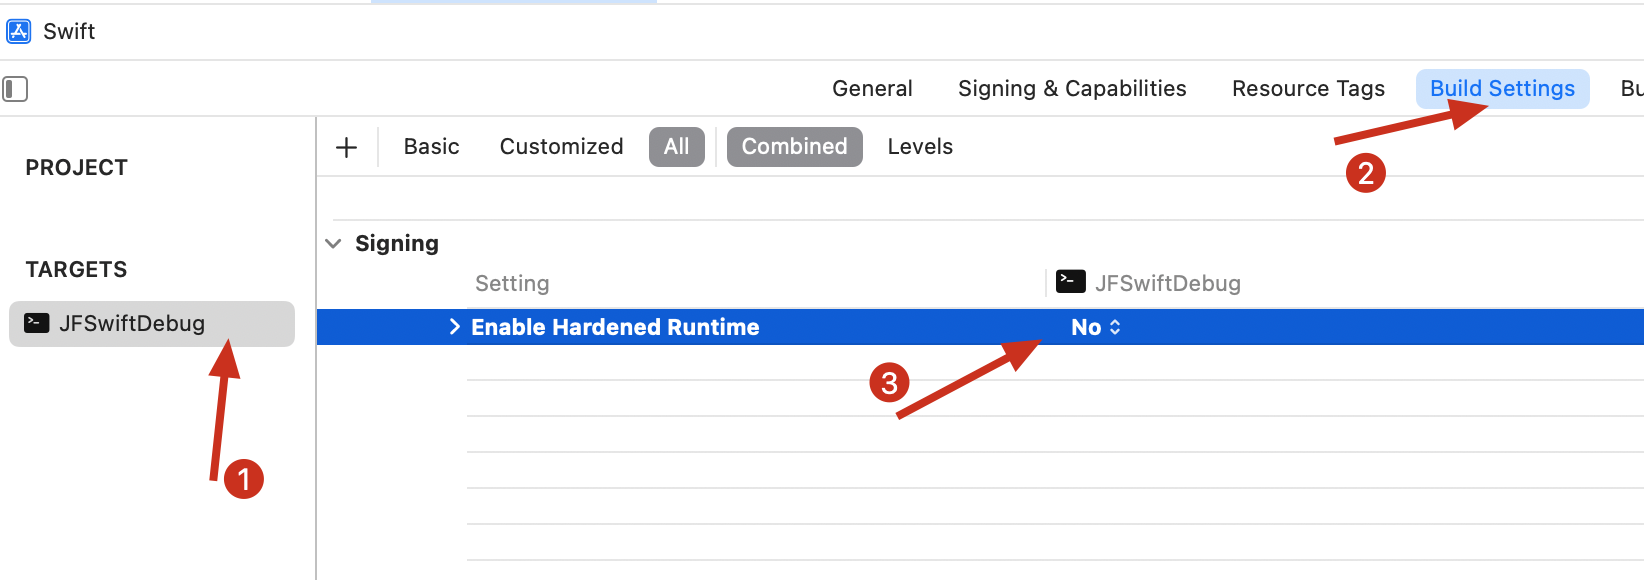 Swift
General Signing & Capabilities Resource Tags Build Settings Bu
+ Basic Customized All Combined Levels
PROJECT
2
Signing
TARGETS
Setting JFSwiftDebug
JFSwiftDebug
Enable Hardened Runtime No
3
1